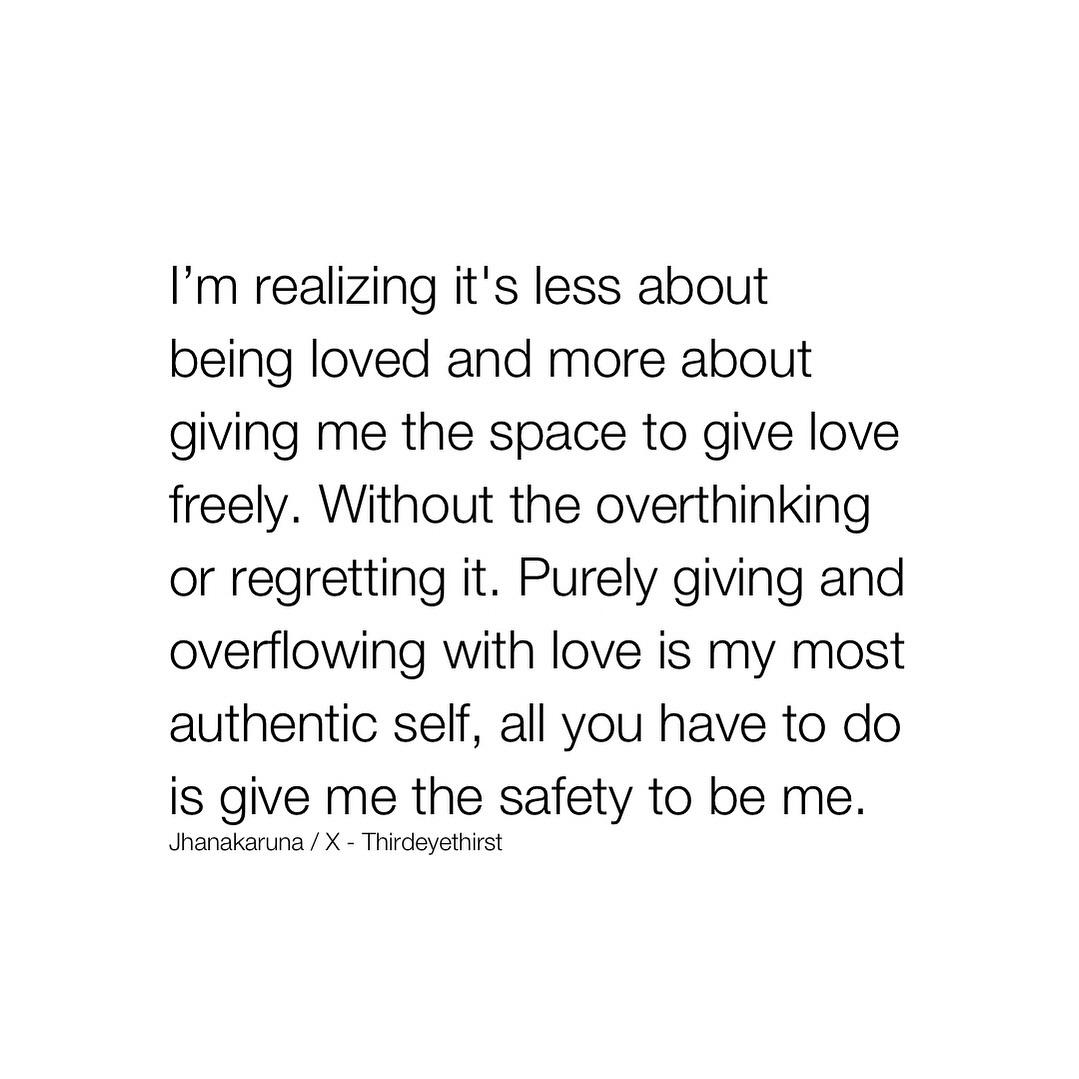 I’m realizing it's less about
being loved and more about
giving me the space to give love
freely. Without the overthinking
or regretting it. Purely giving and
overflowing with love is my most
authentic self, all you have to do
is give me the safety to be me.
Jhanakaruna / X - Thirdeyethirst